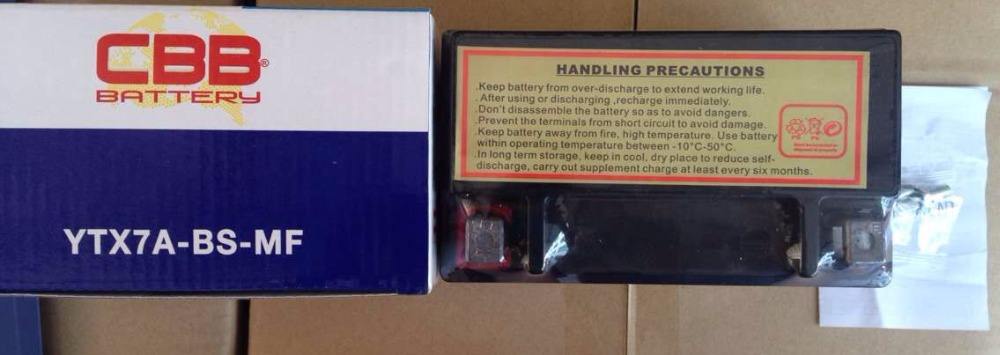 CBB®
BATTERY
YTX7A-BS-MF
HANDLING PRECAUTIONS
.Keep battery from over-discharge to extend working life.
.After using or discharging ,recharge immediately.
.Don't disassemble the battery so as to avoid dangers.
.Prevent the terminals from short circuit to avoid damage.
.Keep battery away from fire, high temperature. Use battery
within operating temperature between -10°C-50°C.
.In long term storage, keep in cool, dry place to reduce self-
discharge, carry out supplement charge at least every six months.
Pb